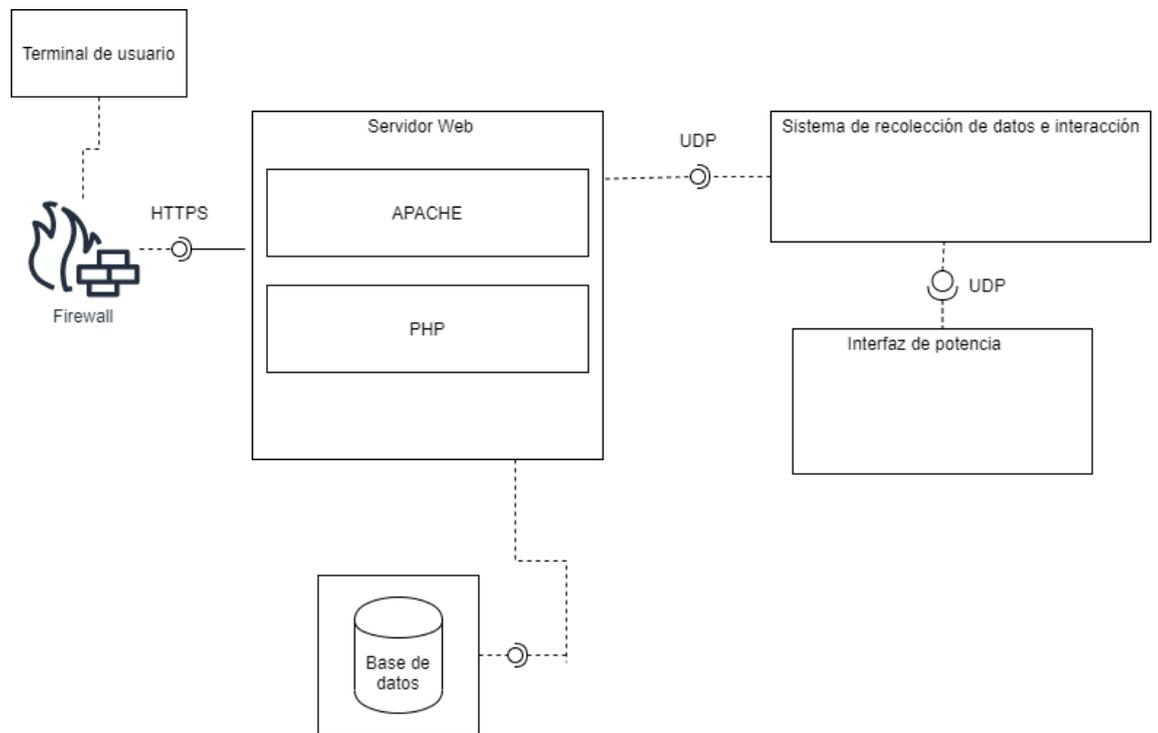 Terminal de usuario
Servidor Web
Sistema de recolección de datos e interacción
UDP
APACHE
HTTPS
UDP
Firewall
PHP
Interfaz de potencia
Base de
datos